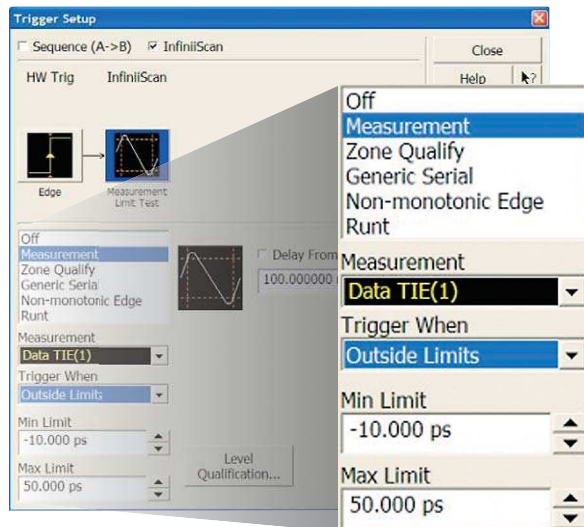 Trigger Setup
Sequence (A->B) InfiniiScan
Close
HW Trig InfiniiScan
Help
Edge
Measurement
Limit Test
Off
Measurement
Zone Qualify
Generic Serial
Non-monotonic Edge
Runt
Delay From
100.000000
Measurement
Data TIE(1)
Trigger When
Outside Limits
Min Limit
-10.000 ps
Max Limit
50.000 ps
Level
Qualification...
Off
Measurement
Zone Qualify
Generic Serial
Non-monotonic Edge
Runt
Measurement
Data TIE(1)
Trigger When
Outside Limits
Min Limit
-10.000 ps
Max Limit
50.000 ps